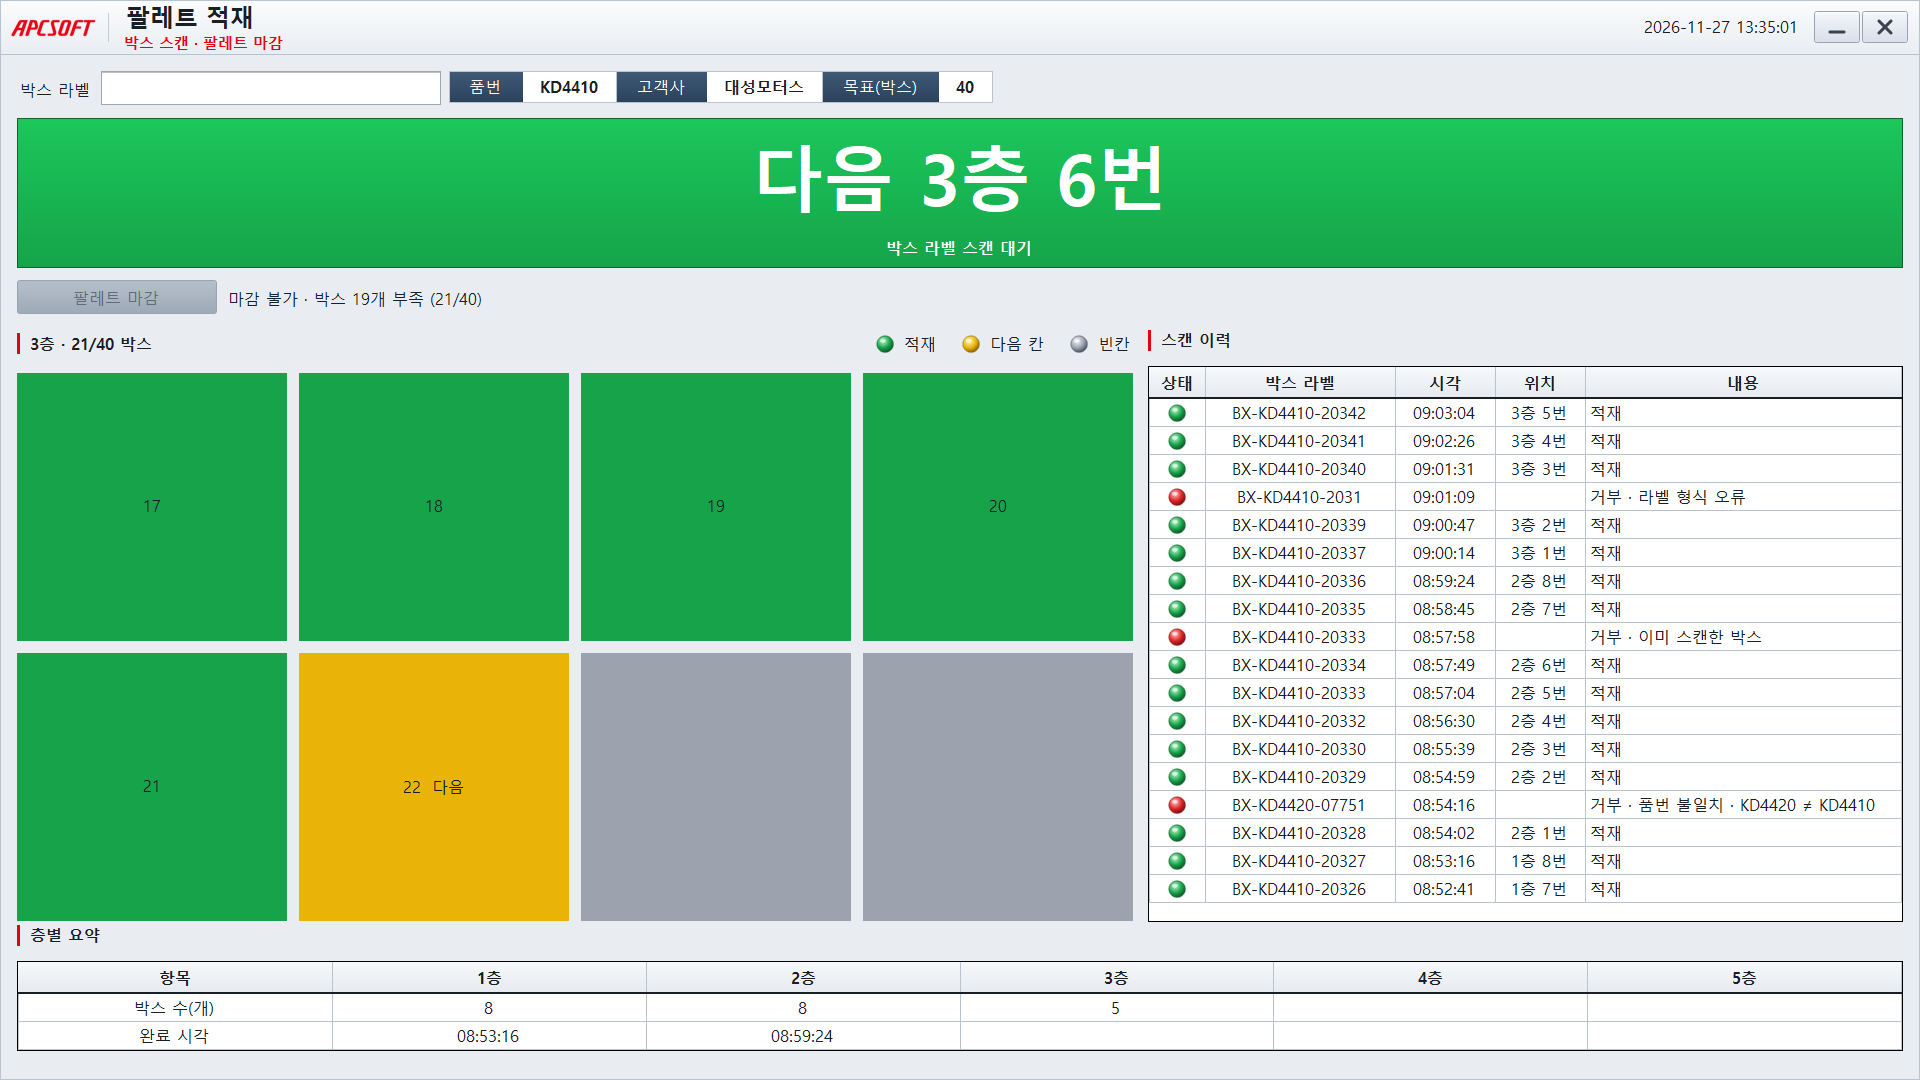 APCSOFT
팔레트 적재
박스 스캔 · 팔레트 마감
2026-11-27 13:35:01
박스 라벨
품번 KD4410 고객사 대성모터스 목표(박스) 40
다음 3층 6번
박스 라벨 스캔 대기
팔레트 마감 마감 불가 · 박스 19개 부족 (21/40)
3층 · 21/40 박스
적재 다음 칸 빈칸
17 18 19 20
21 22 다음
스캔 이력
상태 박스 라벨 시각 위치 내용
BX-KD4410-20342 09:03:04 3층 5번 적재
BX-KD4410-20341 09:02:26 3층 4번 적재
BX-KD4410-20340 09:01:31 3층 3번 적재
BX-KD4410-2031 09:01:09 거부 · 라벨 형식 오류
BX-KD4410-20339 09:00:47 3층 2번 적재
BX-KD4410-20337 09:00:14 3층 1번 적재
BX-KD4410-20336 08:59:24 2층 8번 적재
BX-KD4410-20335 08:58:45 2층 7번 적재
BX-KD4410-20333 08:57:58 거부 · 이미 스캔한 박스
BX-KD4410-20334 08:57:49 2층 6번 적재
BX-KD4410-20333 08:57:04 2층 5번 적재
BX-KD4410-20332 08:56:30 2층 4번 적재
BX-KD4410-20330 08:55:39 2층 3번 적재
BX-KD4410-20329 08:54:59 2층 2번 적재
BX-KD4420-07751 08:54:16 거부 · 품번 불일치 · KD4420 ≠ KD4410
BX-KD4410-20328 08:54:02 2층 1번 적재
BX-KD4410-20327 08:53:16 1층 8번 적재
BX-KD4410-20326 08:52:41 1층 7번 적재
층별 요약
항목 1층 2층 3층 4층 5층
박스 수(개) 8 8 5
완료 시각 08:53:16 08:59:24